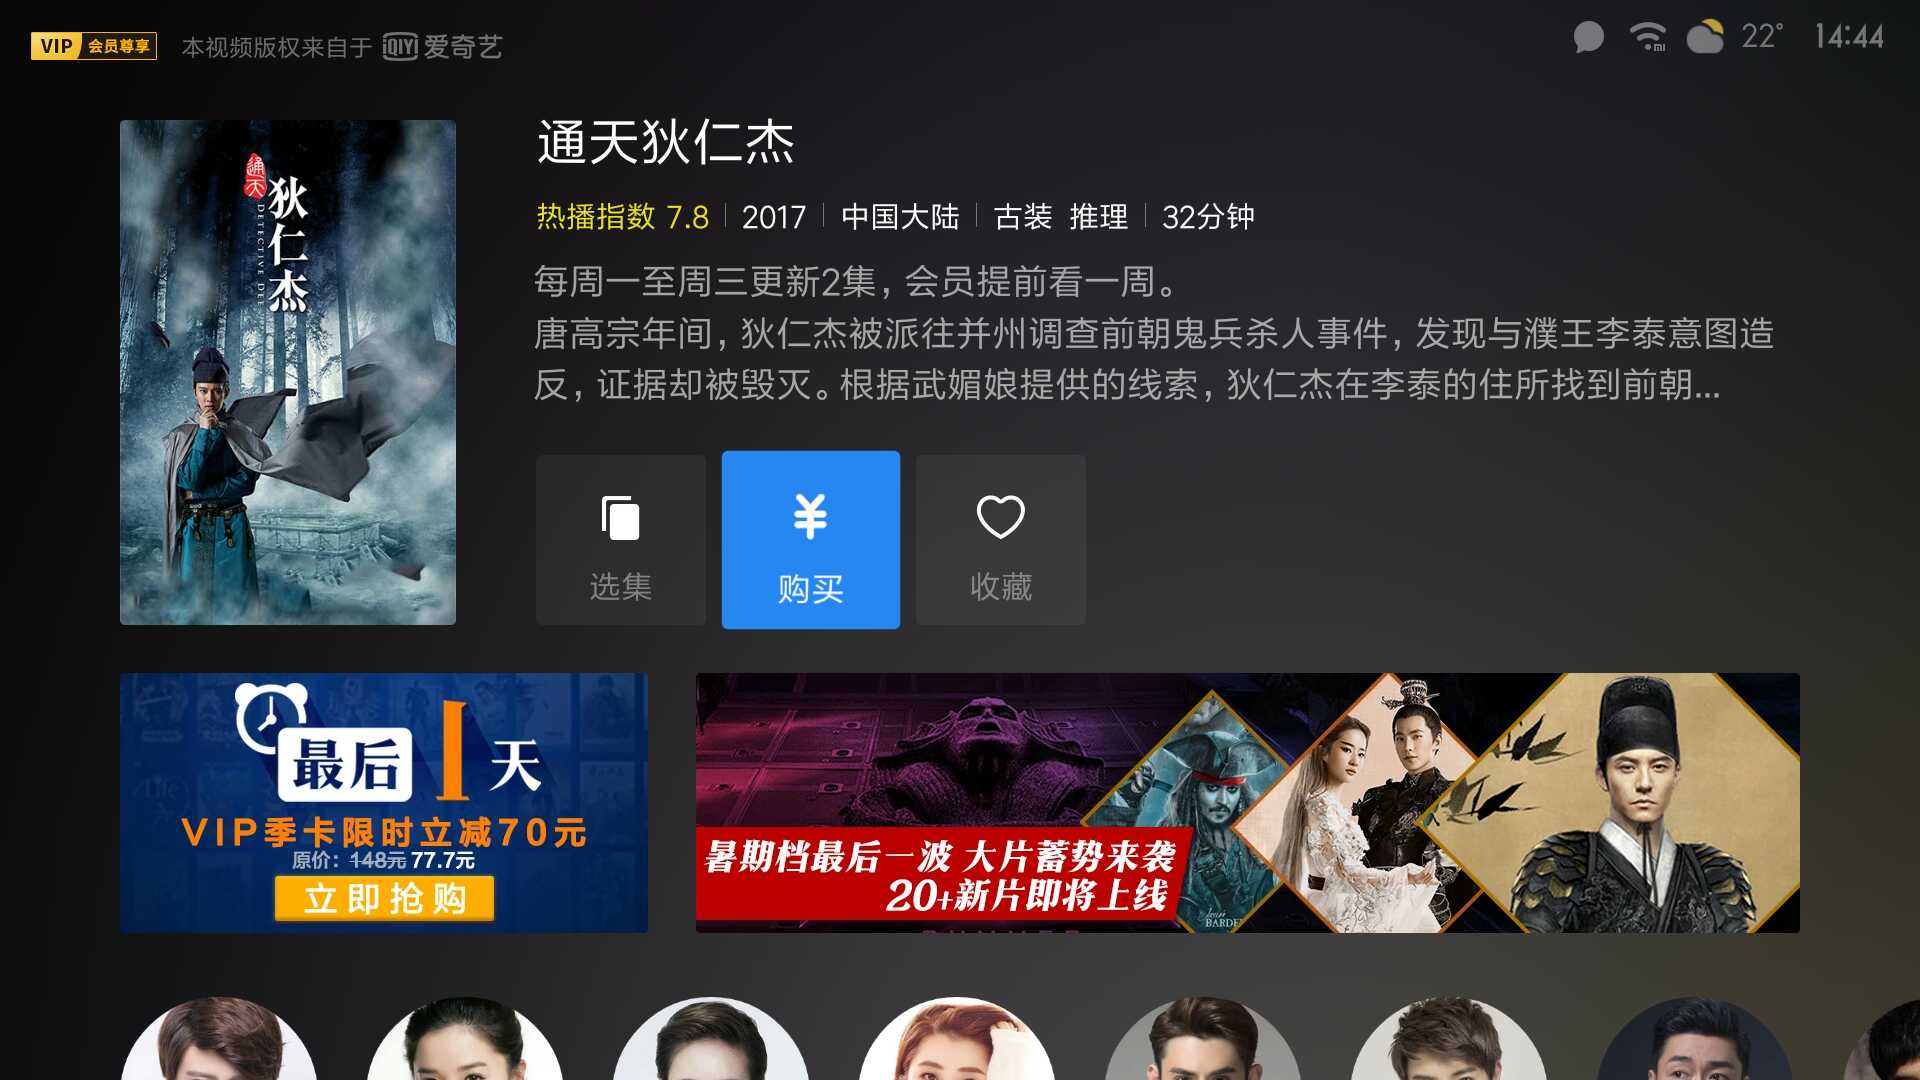 VIP 会员尊享 本视频版权来自于 iQIYI 爱奇艺
22° 14:44
通天
狄仁杰
通天狄仁杰
热播指数 7.8 2017 中国大陆 古装 推理 32分钟
每周一至周三更新2集，会员提前看一周。
唐高宗年间，狄仁杰被派往并州调查前朝鬼兵杀人事件，发现与濮王李泰意图造
反，证据却被毁灭。根据武媚娘提供的线索，狄仁杰在李泰的住所找到前朝...
选集
¥ 购买
收藏
最后1天
VIP季卡限时立减70元
原价：148元 77.7元
立即抢购
暑期档最后一波 大片蓄势来袭
20+新片即将上线